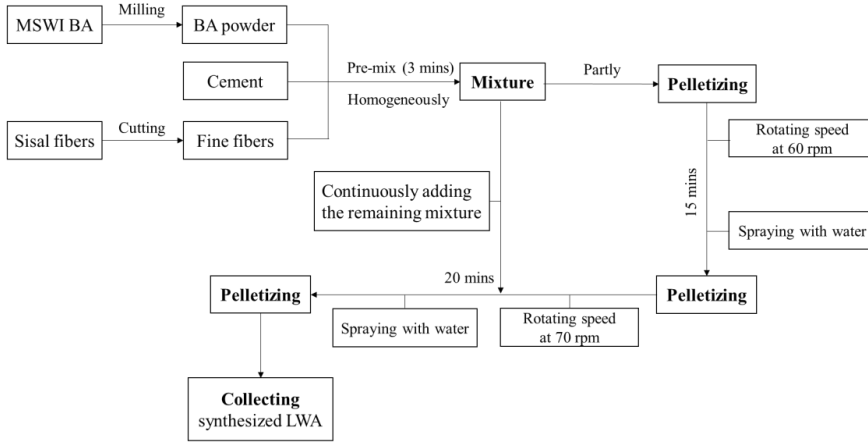 MSWI BA
Milling
BA powder
Cement
Pre-mix (3 mins)
Homogeneously
Mixture
Partly
Pelletizing
Sisal fibers
Cutting
Fine fibers
Rotating speed
at 60 rpm
15 mins
Continuously adding
the remaining mixture
Spraying with water
20 mins
Pelletizing
Pelletizing
Spraying with water
Rotating speed
at 70 rpm
Collecting
synthesized LWA